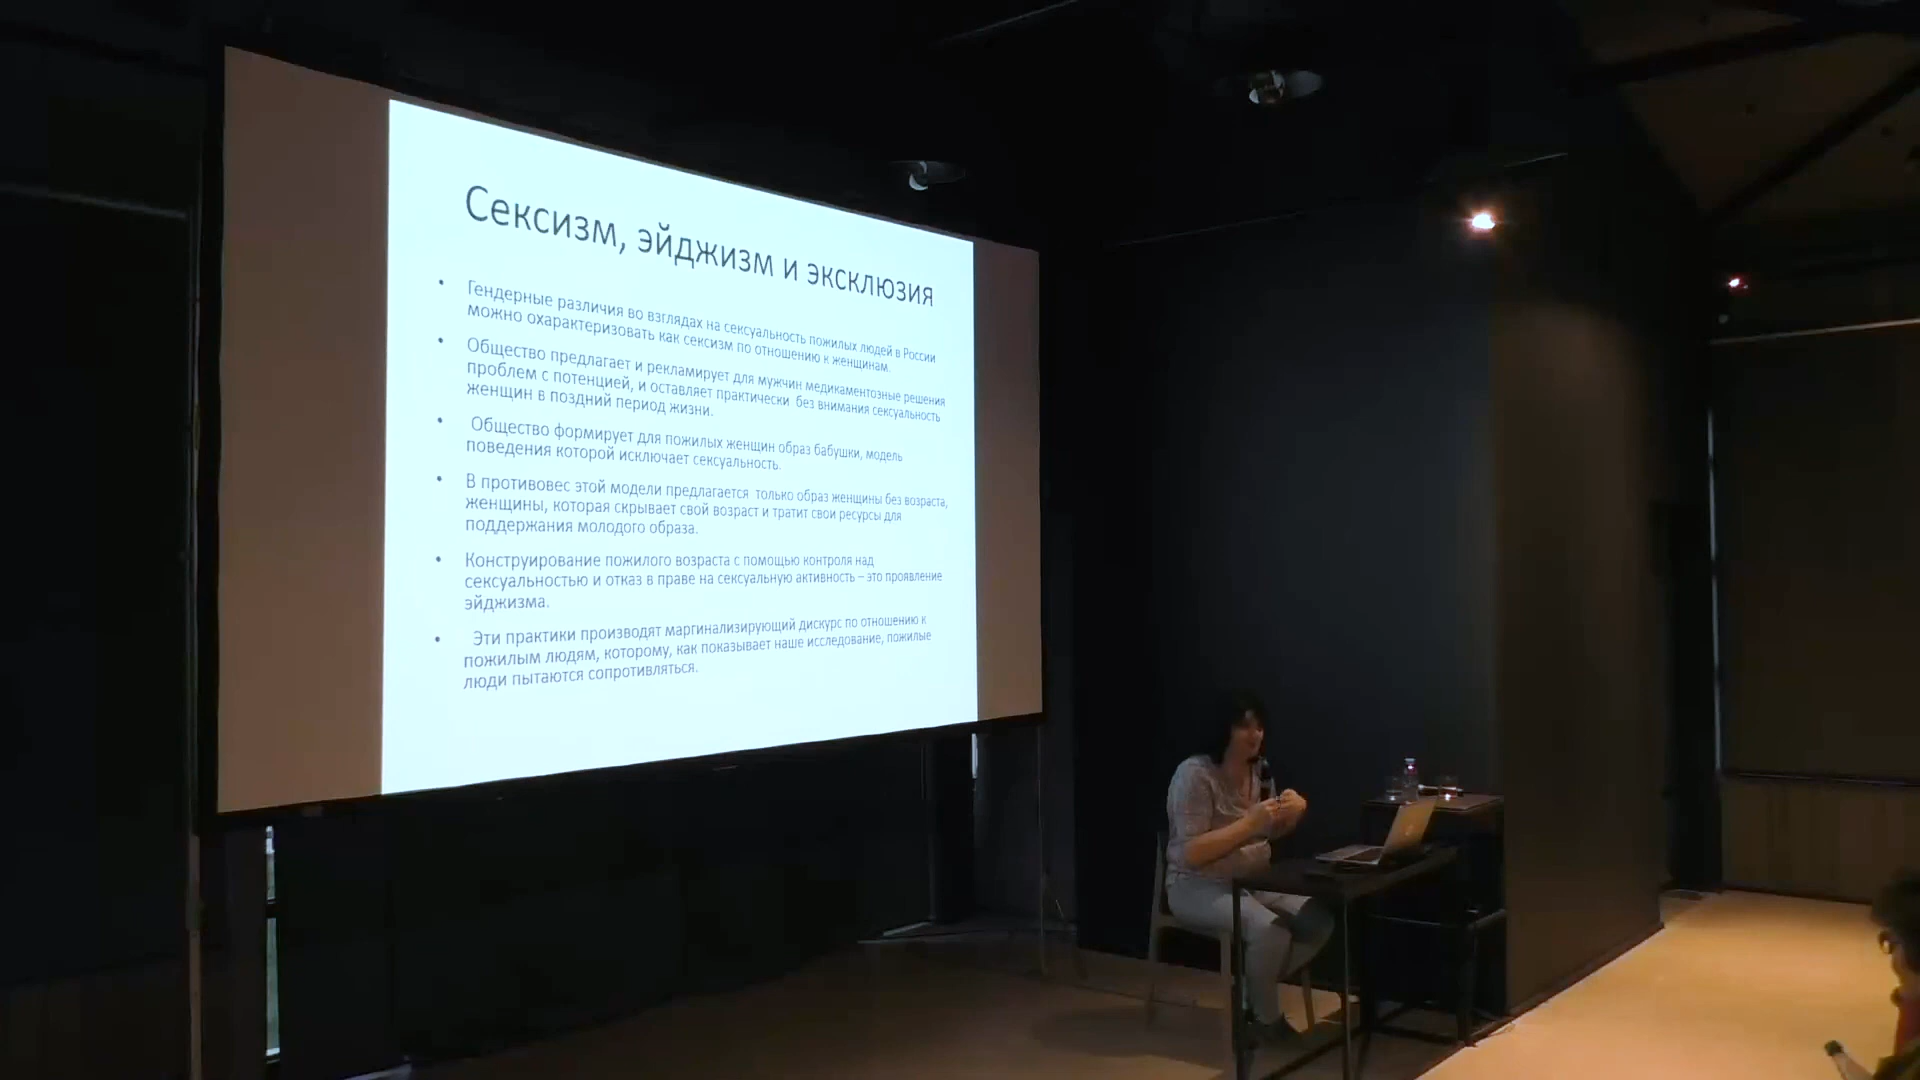 Сексизм, эйджизм и эксклюзия
• Гендерные различия во взглядах на сексуальность пожилых людей в России
можно охарактеризовать как сексизм по отношению к женщинам.
• Общество предлагает и рекламирует для мужчин медикаментозные решения
проблем с потенцией, и оставляет практически без внимания сексуальность
женщин в поздний период жизни.
• Общество формирует для пожилых женщин образ бабушки, модель
поведения которой исключает сексуальность.
• В противовес этой модели предлагается только образ женщины без возраста,
женщины, которая скрывает свой возраст и тратит свои ресурсы для
поддержания молодого образа.
• Конструирование пожилого возраста с помощью контроля над
сексуальностью и отказ в праве на сексуальную активность – это проявление
эйджизма.
• Эти практики производят маргинализирующий дискурс по отношению к
пожилым людям, которому, как показывает наше исследование, пожилые
люди пытаются сопротивляться.